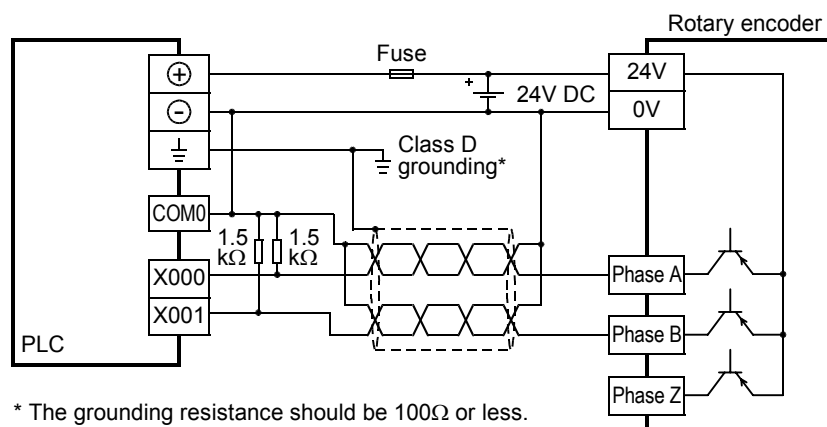 Rotary encoder
Fuse
24V
+
24V DC
0V
Class D
grounding*
COM0
1.5
kΩ
1.5
kΩ
X000
Phase A
X001
Phase B
PLC
Phase Z
* The grounding resistance should be 100Ω or less.